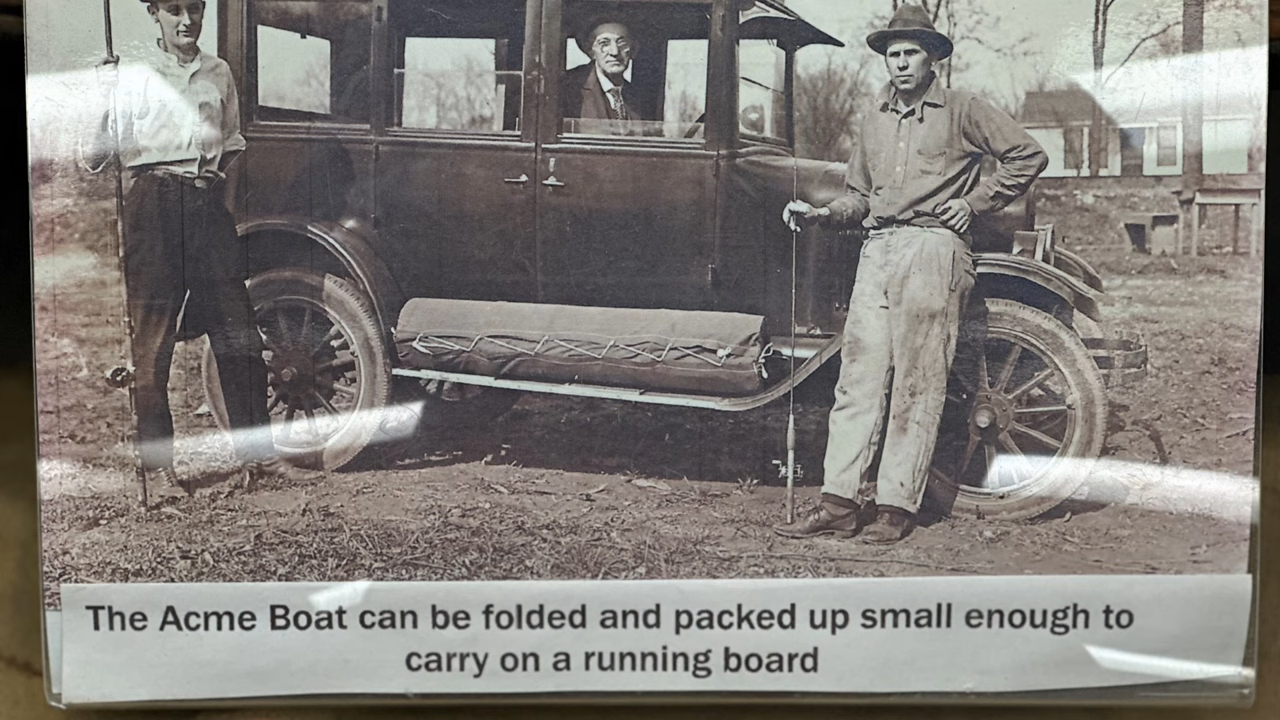 The Acme Boat can be folded and packed up small enough to
carry on a running board